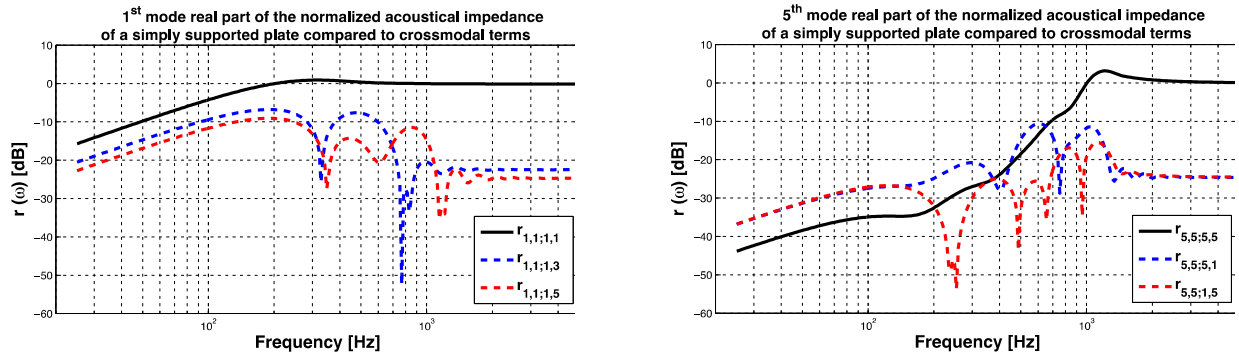 1st mode real part of the normalized acoustical impedance
of a simply supported plate compared to crossmodal terms
10
0
−10
−20
−30
−40
−50
−60
r (ω) [dB]
10^2
10^3
Frequency [Hz]
r1,1;1,1
r1,1;1,3
r1,1;1,5
5th mode real part of the normalized acoustical impedance
of a simply supported plate compared to crossmodal terms
10
0
−10
−20
−30
−40
−50
−60
r (ω) [dB]
10^2
10^3
Frequency [Hz]
r5,5;5,5
r5,5;5,1
r5,5;1,5